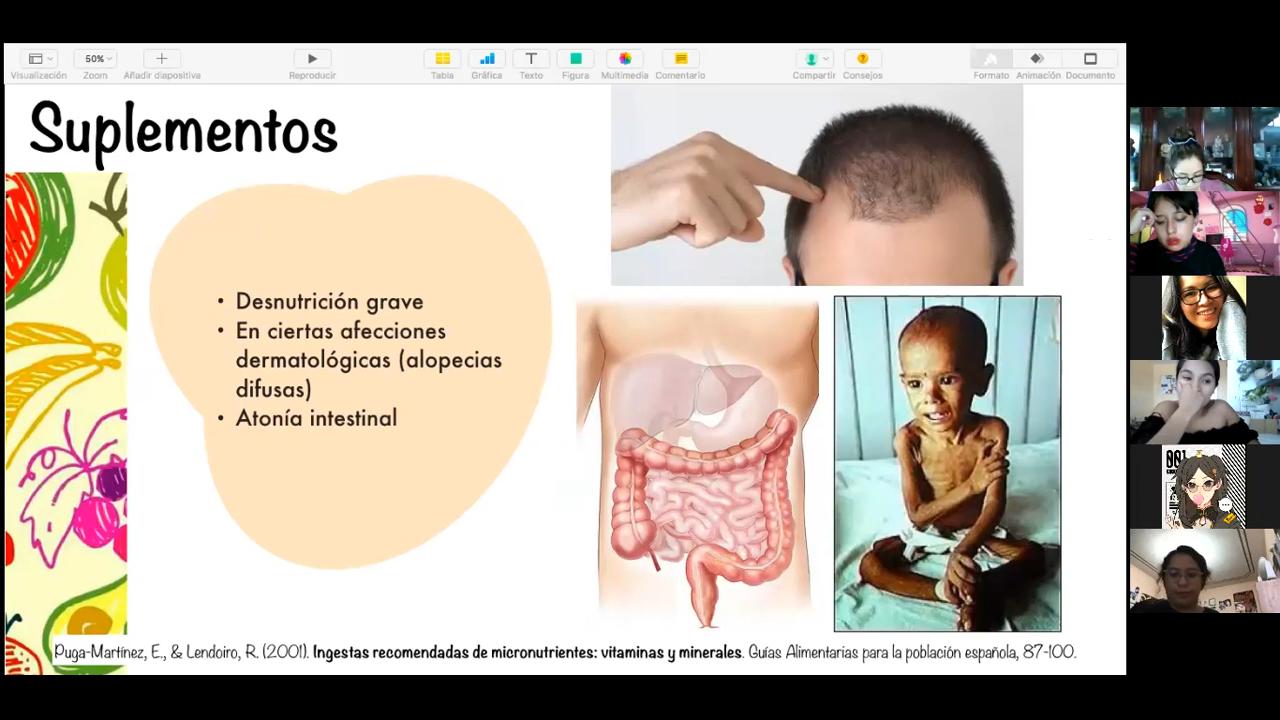 50%
Visualización
Zoom
Añadir diapositiva
Reproducir
Tabla
Gráfica
Texto
Figura
Multimedia
Comentario
Compartir
Consejos
Formato
Animación
Documento
Suplementos
• Desnutrición grave
• En ciertas afecciones
dermatológicas (alopecias
difusas)
• Atonía intestinal
Puga-Martínez, E., & Lendoiro, R. (2001). Ingestas recomendadas de micronutrientes: vitaminas y minerales. Guías Alimentarias para la población española, 87-100.
001